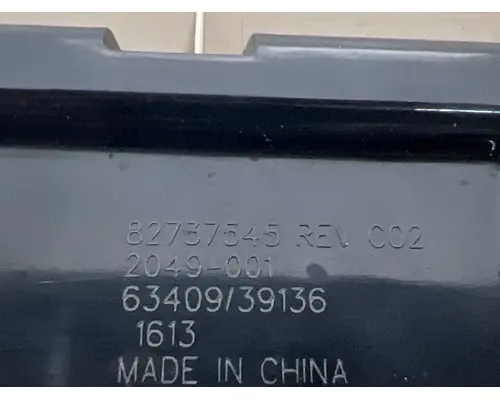 82737545 REV C02
2049-001
63409/39136
1613
MADE IN CHINA